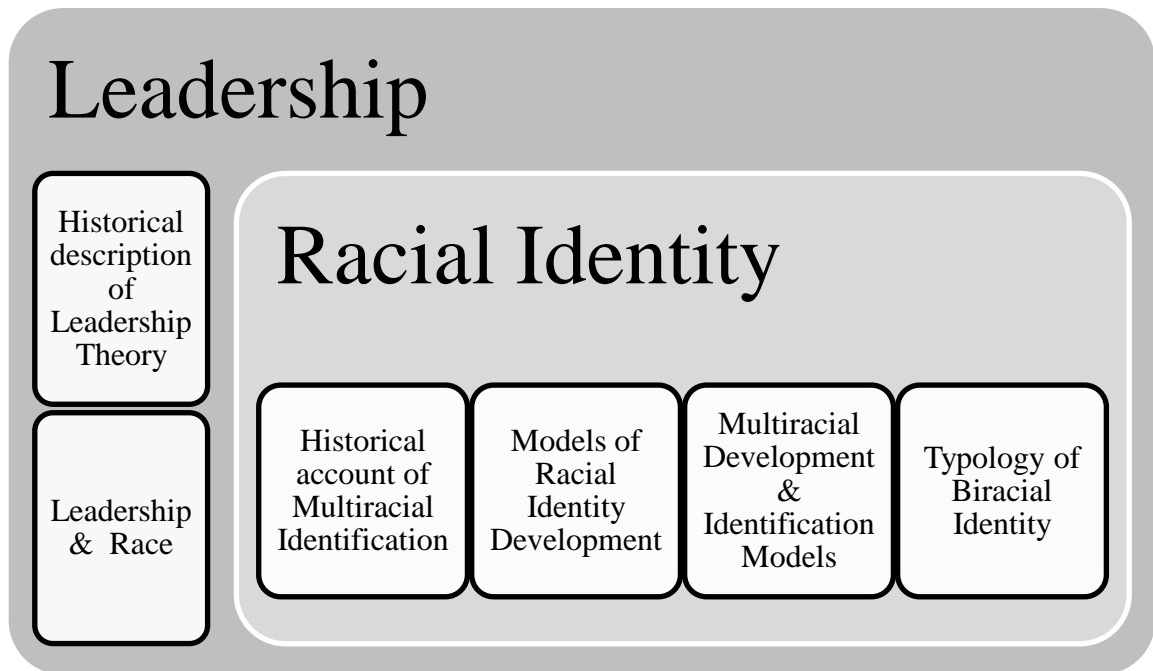 Leadership
Historical
description
of
Leadership
Theory
Leadership
& Race
Racial Identity
Historical
account of
Multiracial
Identification
Models of
Racial
Identity
Development
Multiracial
Development
&
Identification
Models
Typology of
Biracial
Identity